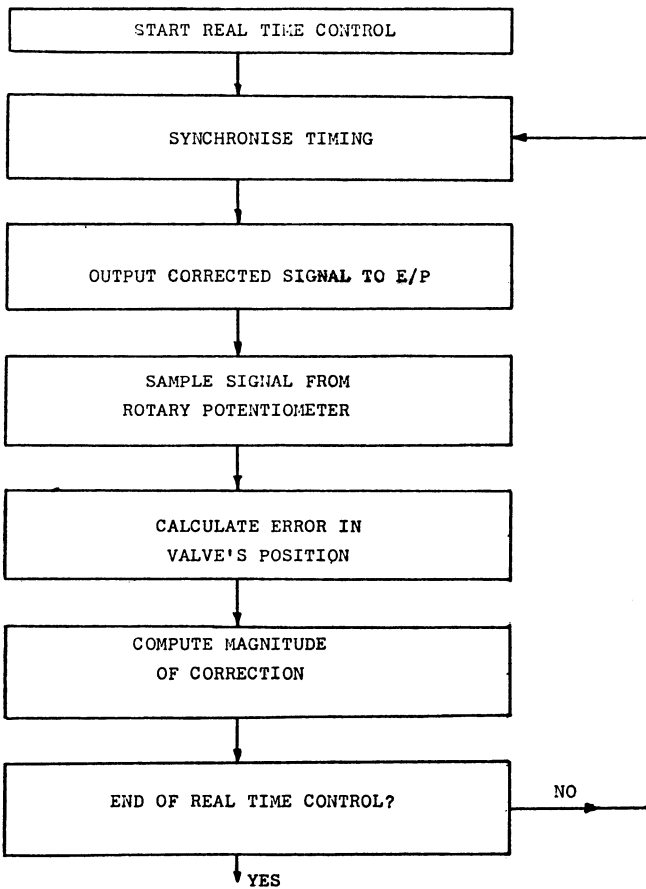 START REAL TIME CONTROL
SYNCHRONISE TIMING
OUTPUT CORRECTED SIGNAL TO E/P
SAMPLE SIGNAL FROM
ROTARY POTENTIOMETER
CALCULATE ERROR IN
VALVE'S POSITION
COMPUTE MAGNITUDE
OF CORRECTION
END OF REAL TIME CONTROL?
NO
YES